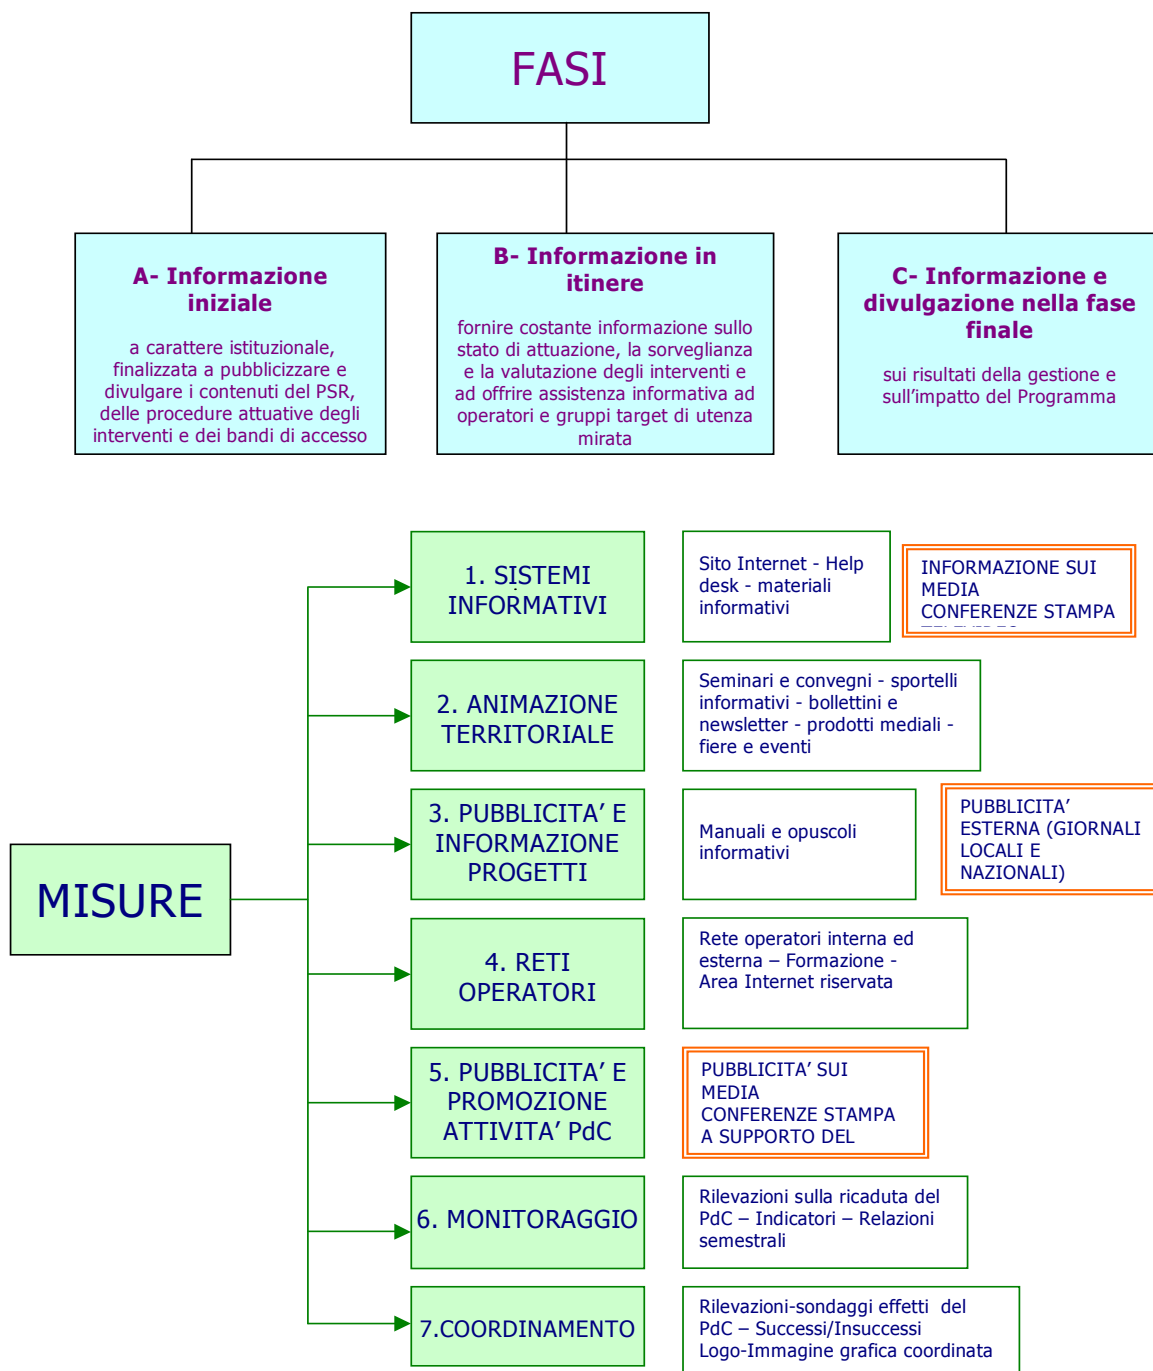 FASI
A- Informazione
iniziale
a carattere istituzionale,
finalizzata a pubblicizzare e
divulgare i contenuti del PSR,
delle procedure attuative degli
interventi e dei bandi di accesso
B- Informazione in
itinere
fornire costante informazione sullo
stato di attuazione, la sorveglianza
e la valutazione degli interventi e
ad offrire assistenza informativa ad
operatori e gruppi target di utenza
mirata
C- Informazione e
divulgazione nella fase
finale
sui risultati della gestione e
sull’impatto del Programma
MISURE
1. SISTEMI
INFORMATIVI
Sito Internet - Help
desk - materiali
informativi
INFORMAZIONE SUI
MEDIA
CONFERENZE STAMPA
2. ANIMAZIONE
TERRITORIALE
Seminari e convegni - sportelli
informativi - bollettini e
newsletter - prodotti mediali -
fiere e eventi
3. PUBBLICITA’ E
INFORMAZIONE
PROGETTI
Manuali e opuscoli
informativi
PUBBLICITA’
ESTERNA (GIORNALI
LOCALI E
NAZIONALI)
4. RETI
OPERATORI
Rete operatori interna ed
esterna – Formazione -
Area Internet riservata
5. PUBBLICITA’ E
PROMOZIONE
ATTIVITA’ PdC
PUBBLICITA’ SUI
MEDIA
CONFERENZE STAMPA
A SUPPORTO DEL
6. MONITORAGGIO
Rilevazioni sulla ricaduta del
PdC – Indicatori – Relazioni
semestrali
7.COORDINAMENTO
Rilevazioni-sondaggi effetti del
PdC – Successi/Insuccessi
Logo-Immagine grafica coordinata